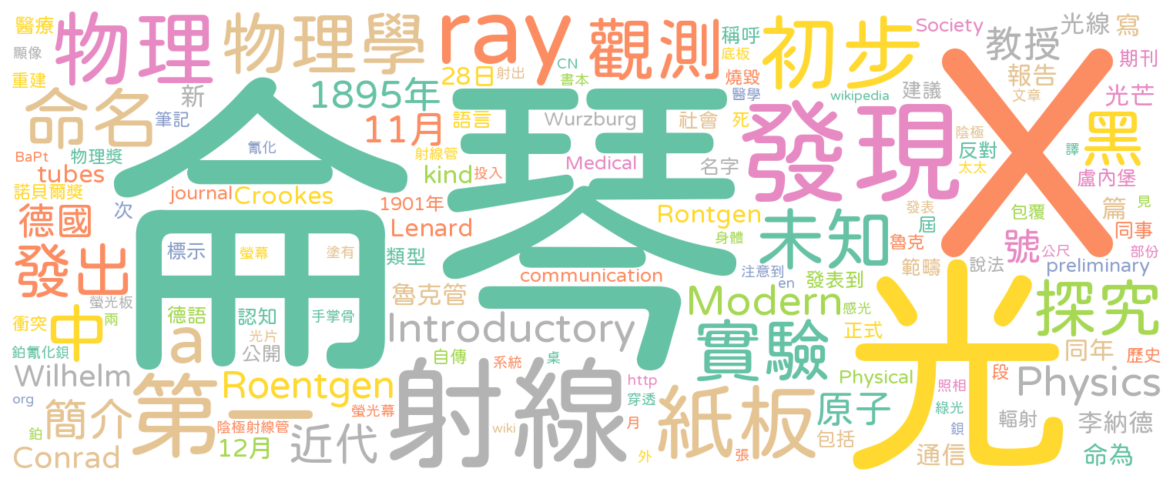 醫療
物理
物理學
ray
觀測
初步
Society
光線
寫
顯像
稱呼
底板
教授
期刊
重建
命名
新
28日
射出
CN
書本
燒毀
報告
文章
筆記
1895年
11月
語言
醫學
wikipedia
建議
光芒
BaPt
物理獎
氰化
射線管
Wurzburg
社會
死
發現
X
陰極
黑
反對
譯
tubes
諾貝爾獎
侖琴
journal
Crookes
kind
投入
Medical
名字
太太
盧內堡
德國
次
1901年
Lenard
Rontgen
身體
未知
發表
屆
包覆
篇
見
同事
發出
標示
螢幕
塗有
類型
communication
注意到
en
魯克
範疇
號
說法
公尺
部份
preliminary
螢光板
兩
德語
認知
手掌骨
魯克管
Modern
發表到
感光
光
探究
衝突
中
a
光片
公開
Introductory
實驗
正式
同年
歷史
鉑氰化鋇
自傳
系統
桌
Wilhelm
第一
Roentgen
射線
http
穿透
紙板
Physical
原子
照相
段
Physics
org
簡介
螢光幕
綠光
鋇
輻射
李納德
鉑
陰極射線管
近代
wiki
月
包括
Conrad
12月
外
張
通信
命為